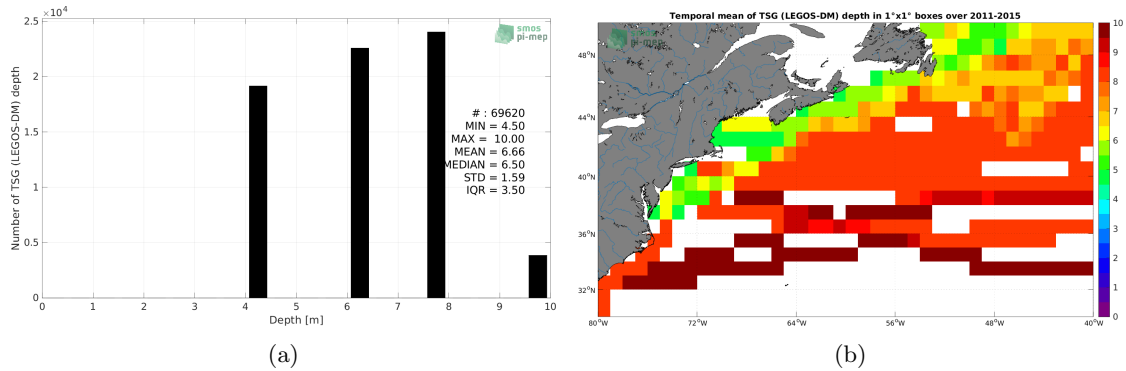 ×10⁴
2.5
2
1.5
1
0.5
0
Number of TSG (LEGOS-DM) depth
smos
pi-mep
# : 69620
MIN = 4.50
MAX = 10.00
MEAN = 6.66
MEDIAN = 6.50
STD = 1.59
IQR = 3.50
0 1 2 3 4 5 6 7 8 9 10
Depth [m]
(a)
Temporal mean of TSG (LEGOS-DM) depth in 1°x1° boxes over 2011-2015
smos
pi-mep
48°N
44°N
40°N
36°N
32°N
80°W 72°W 64°W 56°W 48°W 40°W
10
9
8
7
6
5
4
3
2
1
0
(b)